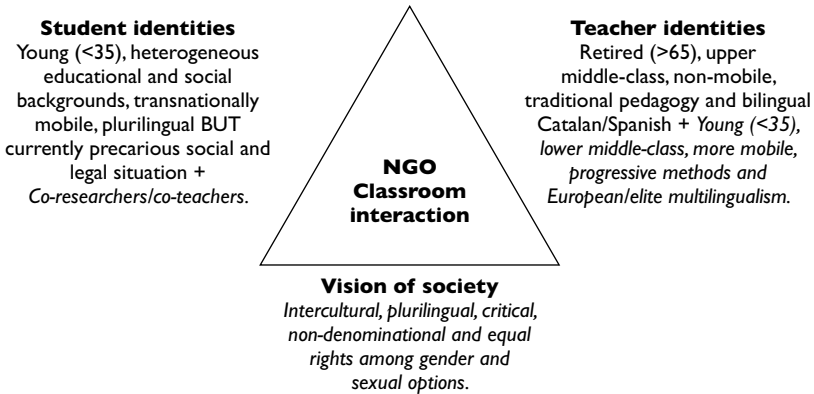 Student identities
Young (<35), heterogeneous
educational and social
backgrounds, transnationally
mobile, plurilingual BUT
currently precarious social and
legal situation +
Co-researchers/co-teachers.
Teacher identities
Retired (>65), upper
middle-class, non-mobile,
traditional pedagogy and bilingual
Catalan/Spanish + Young (<35),
lower middle-class, more mobile,
progressive methods and
European/elite multilingualism.
NGO
Classroom
interaction
Vision of society
Intercultural, plurilingual, critical,
non-denominational and equal
rights among gender and
sexual options.